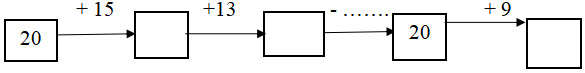 + 15 +13 - ........ + 9
20 20